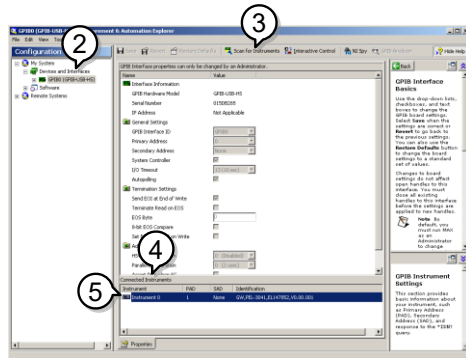 GPIB0 (GPIB-USB-HS)
& Automation Explorer
3
File Edit View Tools
2
Configuration
My System
Devices and Interfaces
GPIB0 (GPIB-USB-HS)
Software
Remote Systems
Save Revert Restore Defaults Scan For Instruments Interactive Control NI Spy GPIB Analyzer Hide Help
GPIB Interface properties can only be changed by an Administrator.
Name Value
Interface Information
GPIB Hardware Model GPIB-USB-HS
Serial Number
IP Address Not Applicable
General Settings
GPIB Interface ID GPIB0
Primary Address 0
Secondary Address None
System Controller
I/O Timeout
Autopolling
Termination Settings
Send EOI at End of Write
Terminate Read on EOS
EOS Byte 0
8-bit EOS Compare
Write
4
Connected Instruments
Instrument PAD SAD Identification
5
Instrument 0 1 None
Properties
Back
GPIB Interface
Basics
Use the drop-down lists,
checkboxes, and text
boxes to change the
GPIB board settings.
Select Save when the
settings are correct or
Revert to go back to
the previous settings.
You can also use the
Restore Defaults button
to change the board
settings to a standard
set of values.
Changes to board
settings do not affect
open handles to this
interface. You must
close all existing
handles to this interface
before the settings are
applied to new handles.
Note By
default, you
must run MAX
as an
Administrator
to change
GPIB Instrument
Settings
This section provides
basic information about
your instrument, such
as Primary Address
(PAD), Secondary
Address (SAD), and
response to the *IDN?
query.